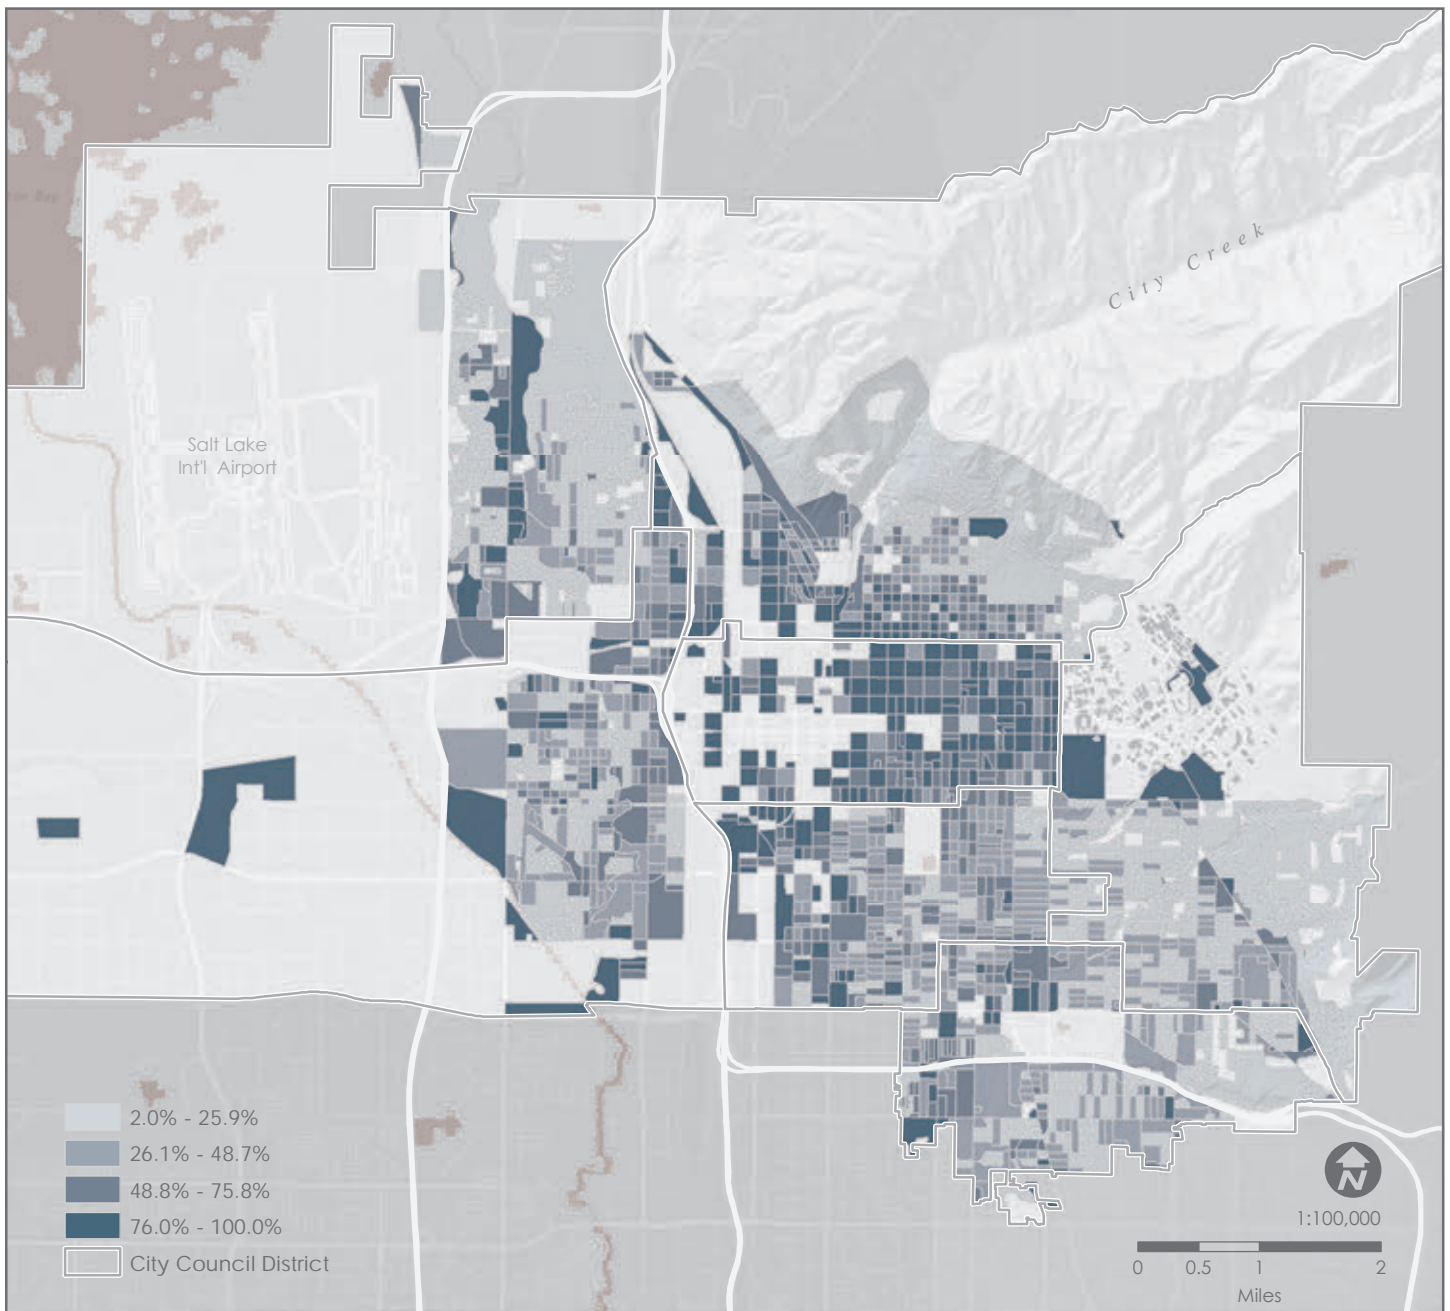 City Creek
Salt Lake
Int'l Airport
2.0% - 25.9%
26.1% - 48.7%
48.8% - 75.8%
76.0% - 100.0%
City Council District
N
1:100,000
0 0.5 1 2
Miles